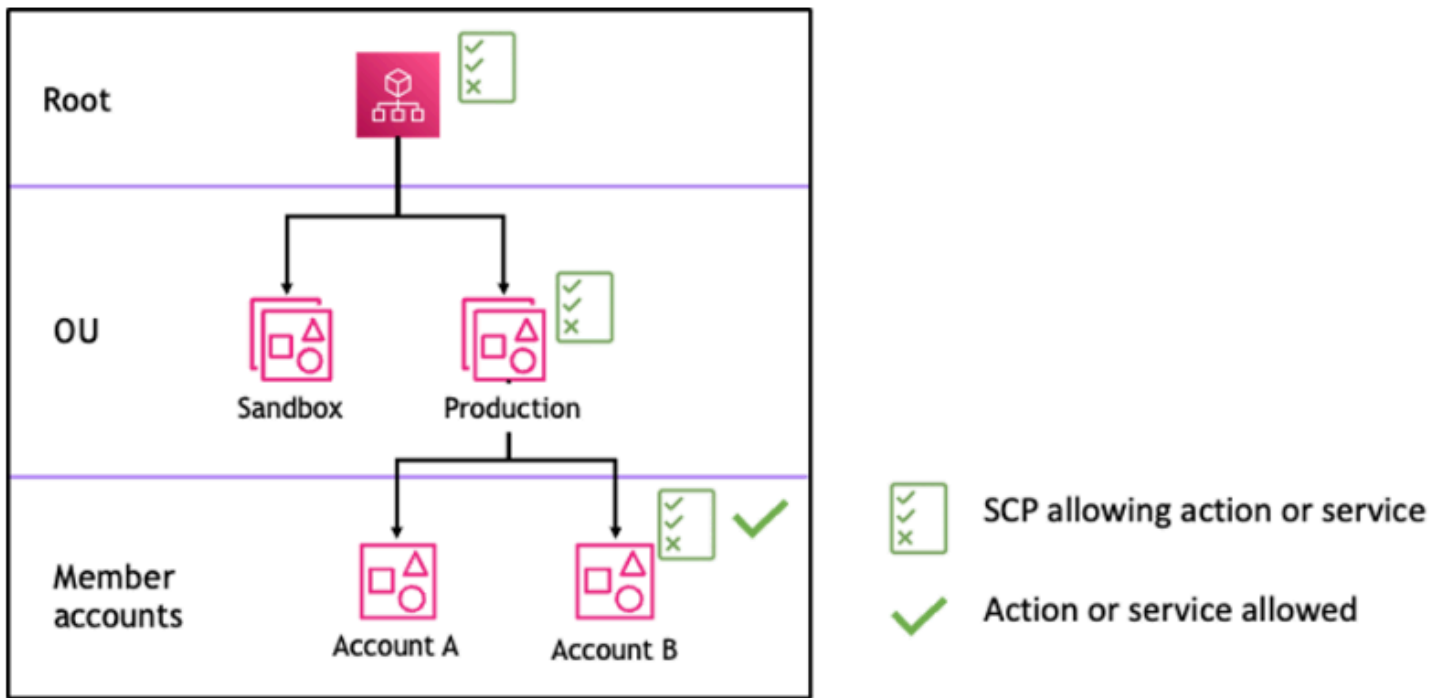 Root
OU
Sandbox
Production
Member
accounts
Account A
Account B
SCP allowing action or service
Action or service allowed